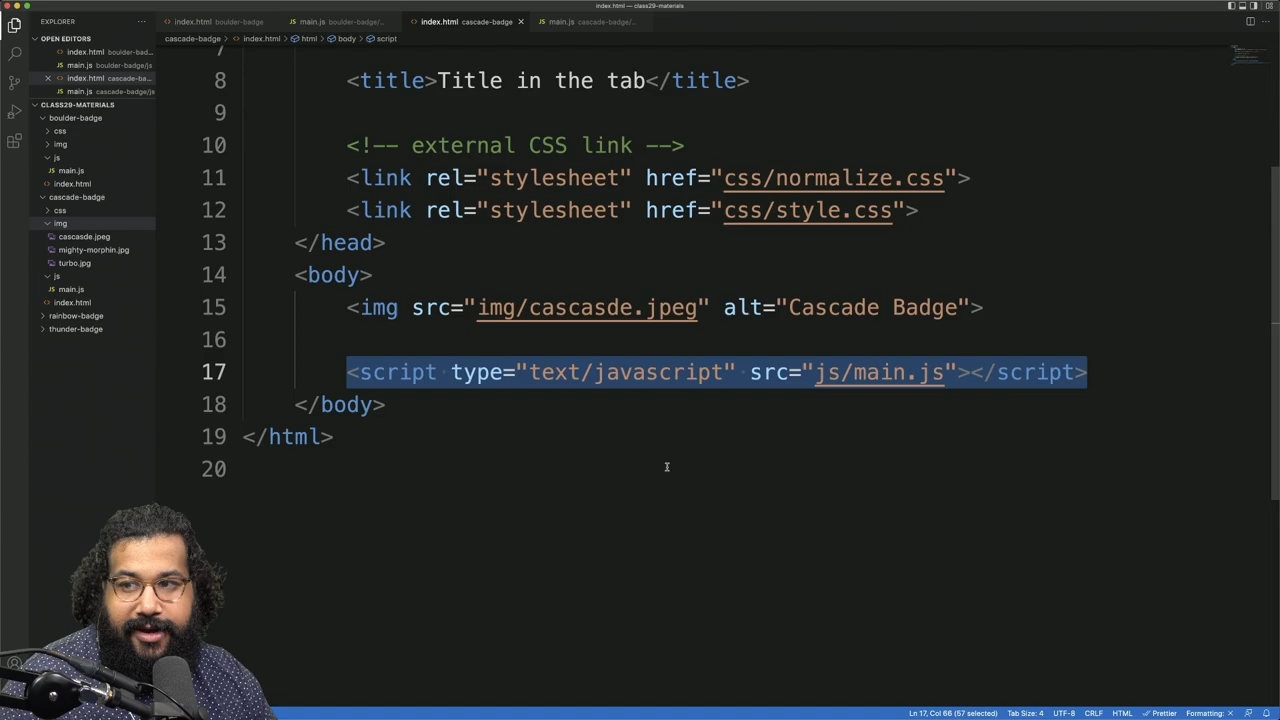 index.html — class29-materials
EXPLORER
index.html boulder-badge
main.js boulder-badge/...
index.html cascade-badge
main.js cascade-badge/...
cascade-badge > index.html > html > body > script
OPEN EDITORS
index.html boulder-bad...
main.js boulder-badge/js
index.html cascade-ba...
main.js cascade-badge/js
CLASS29-MATERIALS
boulder-badge
css
img
js
main.js
index.html
cascade-badge
css
img
cascasde.jpeg
mighty-morphin.jpg
turbo.jpg
js
main.js
index.html
rainbow-badge
thunder-badge
7
8 <title>Title in the tab</title>
9
10 <!-- external CSS link -->
11 <link rel="stylesheet" href="css/normalize.css">
12 <link rel="stylesheet" href="css/style.css">
13 </head>
14 <body>
15 <img src="img/cascasde.jpeg" alt="Cascade Badge">
16
17 <script type="text/javascript" src="js/main.js"></script>
18 </body>
19 </html>
20
Ln 17, Col 66 (57 selected) Tab Size: 4 UTF-8 CRLF HTML Prettier Formatting: ×